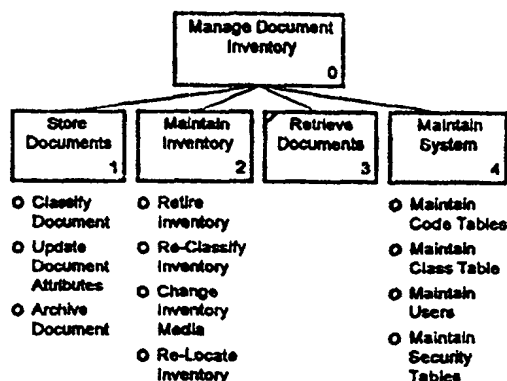 Manage Document
Inventory
0
Store
Documents
1
Maintain
Inventory
2
Retrieve
Documents
3
Maintain
System
4
Classify
Document
Update
Document
Attributes
Archive
Document
Retire
Inventory
Re-Classify
Inventory
Change
Inventory
Media
Re-Locate
Inventory
Maintain
Code Tables
Maintain
Class Table
Maintain
Users
Maintain
Security
Tables